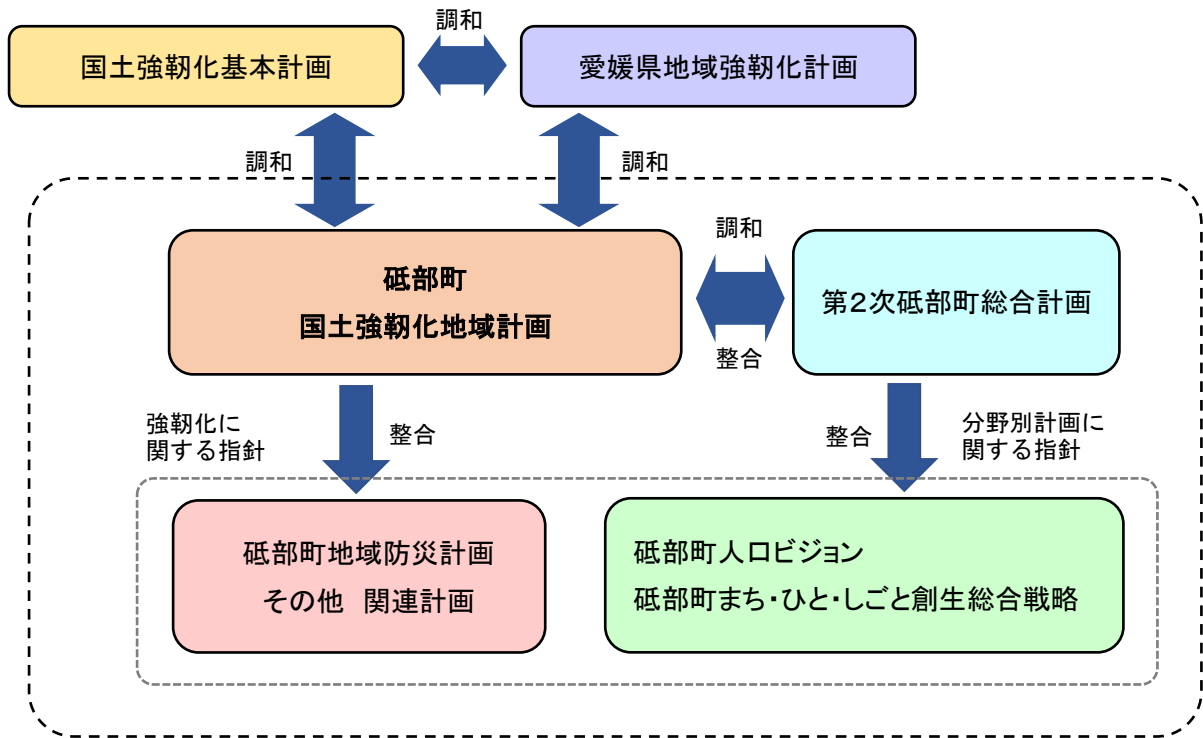 調和
国土強靭化基本計画
愛媛県地域強靭化計画
調和
調和
砥部町
国土強靭化地域計画
調和
整合
第2次砥部町総合計画
強靭化に
関する指針
整合
整合
分野別計画に
関する指針
砥部町地域防災計画
その他　関連計画
砥部町人口ビジョン
砥部町まち・ひと・しごと創生総合戦略